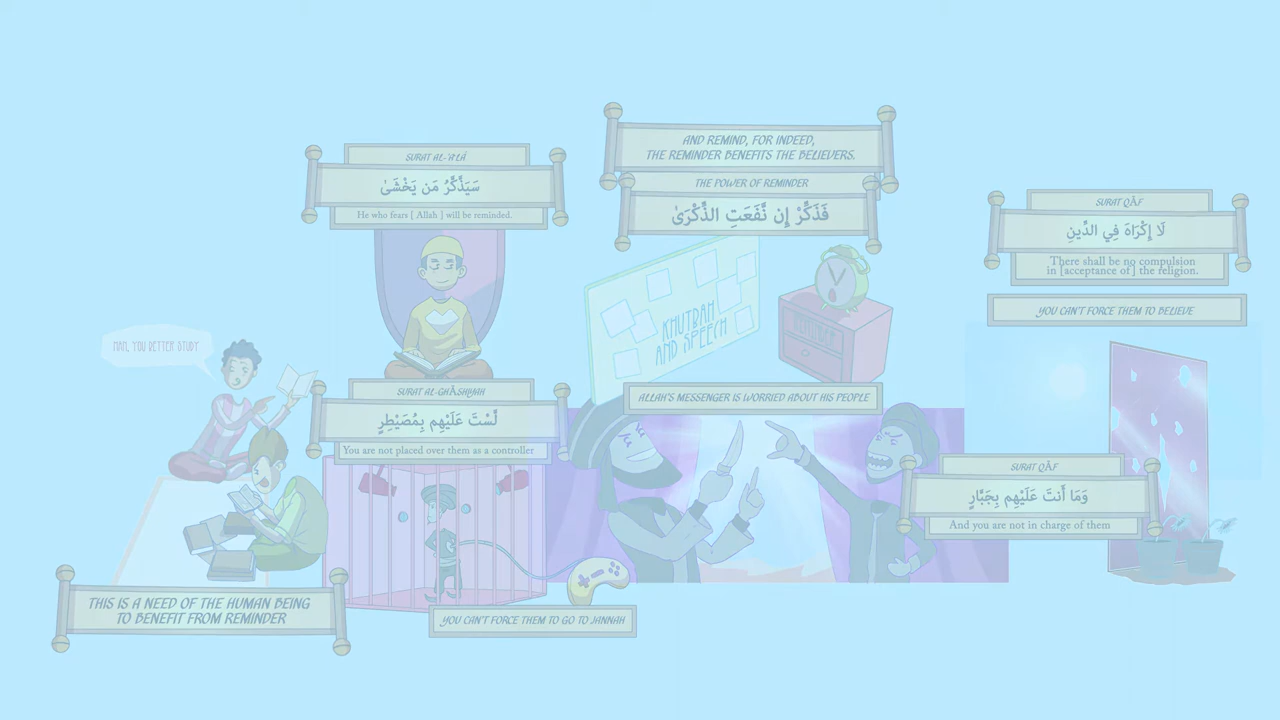 AND REMIND, FOR INDEED,
THE REMINDER BENEFITS THE BELIEVERS.
THE POWER OF REMINDER
فَذَكِّرْ إِن نَّفَعَتِ الذِّكْرَىٰ
SURAT AL-'ALÁ
سَيَذَّكَّرُ مَن يَخْشَىٰ
He who fears [ Allah ] will be reminded.
SURAT QĀF
لَا إِكْرَاهَ فِي الدِّينِ
There shall be no compulsion
in [acceptance of] the religion.
YOU CAN'T FORCE THEM TO BELIEVE
KHUTBAH
AND SPEECH
REMINDER
MAN, YOU BETTER STUDY
SURAT AL-GHĀSHIYAH
لَّسْتَ عَلَيْهِم بِمُصَيْطِرٍ
You are not placed over them as a controller
ALLAH'S MESSENGER IS WORRIED ABOUT HIS PEOPLE
SURAT QĀF
وَمَا أَنتَ عَلَيْهِم بِجَبَّارٍ
And you are not in charge of them
THIS IS A NEED OF THE HUMAN BEING
TO BENEFIT FROM REMINDER
YOU CAN'T FORCE THEM TO GO TO JANNAH